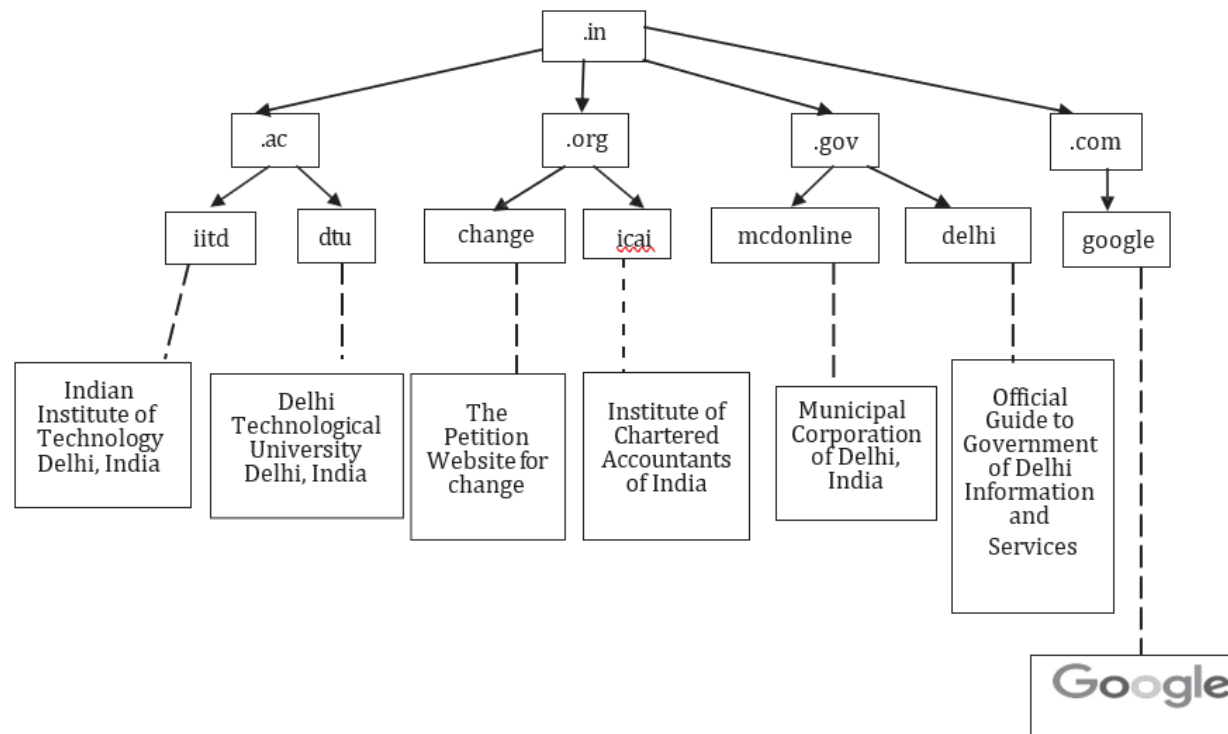 .in
.ac
.org
.gov
.com
iitd
dtu
change
icai
mcdonline
delhi
google
Indian
Institute of
Technology
Delhi, India
Delhi
Technological
University
Delhi, India
The
Petition
Website for
change
Institute of
Chartered
Accountants
of India
Municipal
Corporation
of Delhi,
India
Official
Guide to
Government
of Delhi
Information
and
Services
Google